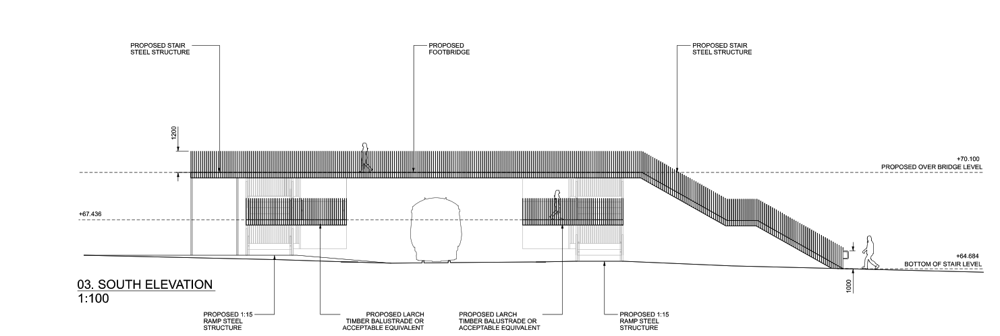 PROPOSED STAIR
STEEL STRUCTURE
PROPOSED
FOOTBRIDGE
PROPOSED STAIR
STEEL STRUCTURE
1200
+70.100
PROPOSED OVER BRIDGE LEVEL
+67.436
+64.684
BOTTOM OF STAIR LEVEL
1000
03. SOUTH ELEVATION
1:100
PROPOSED 1:15
RAMP STEEL
STRUCTURE
PROPOSED LARCH
TIMBER BALUSTRADE OR
ACCEPTABLE EQUIVALENT
PROPOSED LARCH
TIMBER BALUSTRADE OR
ACCEPTABLE EQUIVALENT
PROPOSED 1:15
RAMP STEEL
STRUCTURE